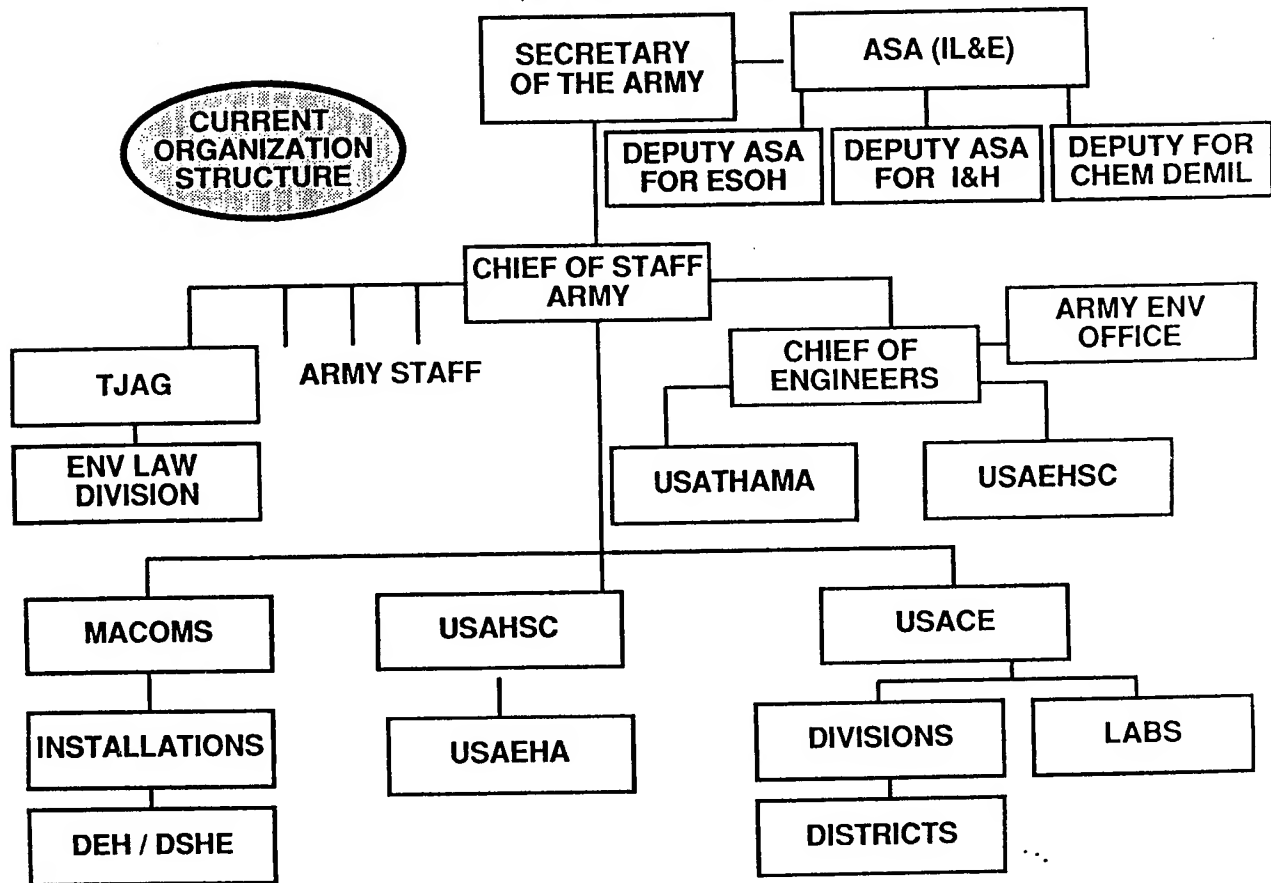 SECRETARY
OF THE ARMY
ASA (IL&E)
CURRENT
ORGANIZATION
STRUCTURE
DEPUTY ASA
FOR ESOH
DEPUTY ASA
FOR I&H
DEPUTY FOR
CHEM DEMIL
CHIEF OF STAFF
ARMY
ARMY ENV
OFFICE
CHIEF OF
ENGINEERS
TJAG
ARMY STAFF
ENV LAW
DIVISION
USATHAMA
USAEHSC
MACOMS
USAHSC
USACE
INSTALLATIONS
USAEHA
DIVISIONS
LABS
DEH / DSHE
DISTRICTS